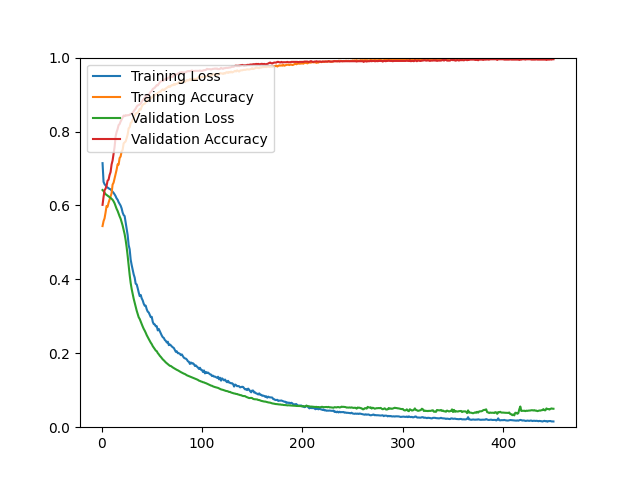 1.0
0.8
0.6
0.4
0.2
0.0
Training Loss
Training Accuracy
Validation Loss
Validation Accuracy
0 100 200 300 400